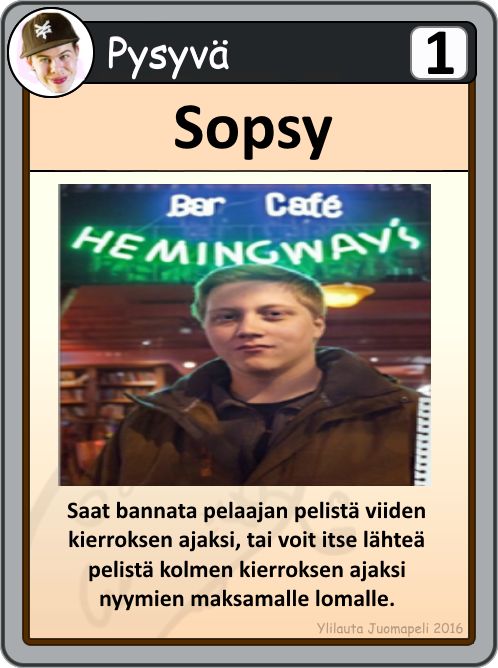 Pysyvä
1
Sopsy
Bar Café
HEMINGWAY'S
Saat bannata pelaajan pelistä viiden
kierroksen ajaksi, tai voit itse lähteä
pelistä kolmen kierroksen ajaksi
nyymien maksamalle lomalle.
Ylilauta Juomapeli 2016